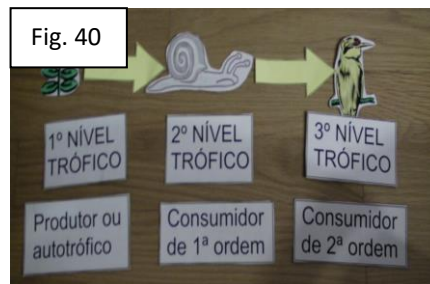 Fig. 40
1º NÍVEL
TRÓFICO
2º NÍVEL
TRÓFICO
3º NÍVEL
TRÓFICO
Produtor ou
autotrófico
Consumidor
de 1ª ordem
Consumidor
de 2ª ordem